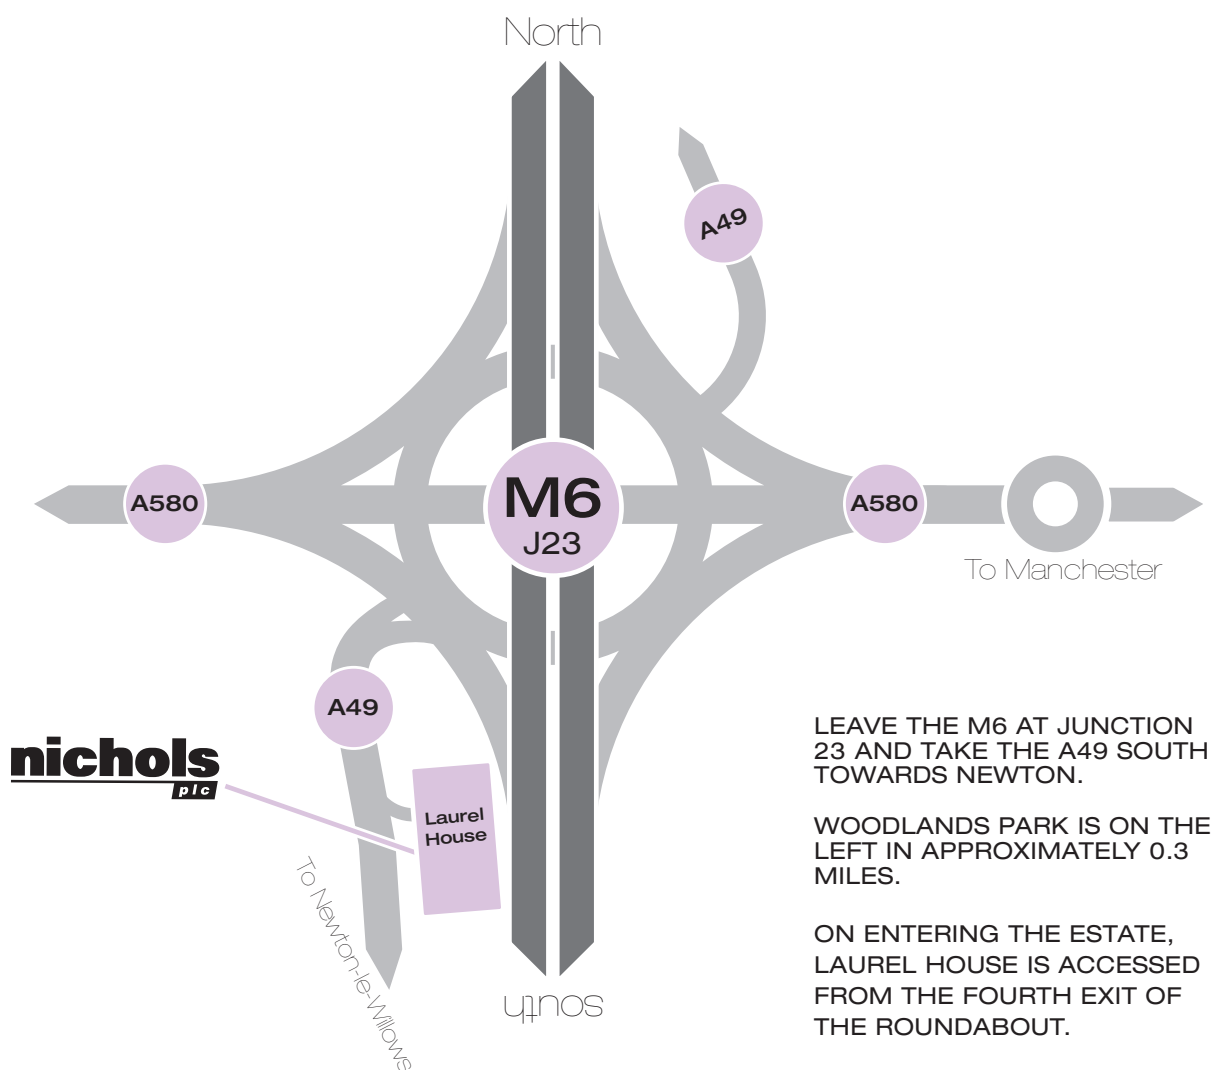 North
A49
A580
M6
J23
A580
To Manchester
A49
nichols
plc
Laurel
House
To Newton-le-Willows
south
LEAVE THE M6 AT JUNCTION
23 AND TAKE THE A49 SOUTH
TOWARDS NEWTON.
WOODLANDS PARK IS ON THE
LEFT IN APPROXIMATELY 0.3
MILES.
ON ENTERING THE ESTATE,
LAUREL HOUSE IS ACCESSED
FROM THE FOURTH EXIT OF
THE ROUNDABOUT.